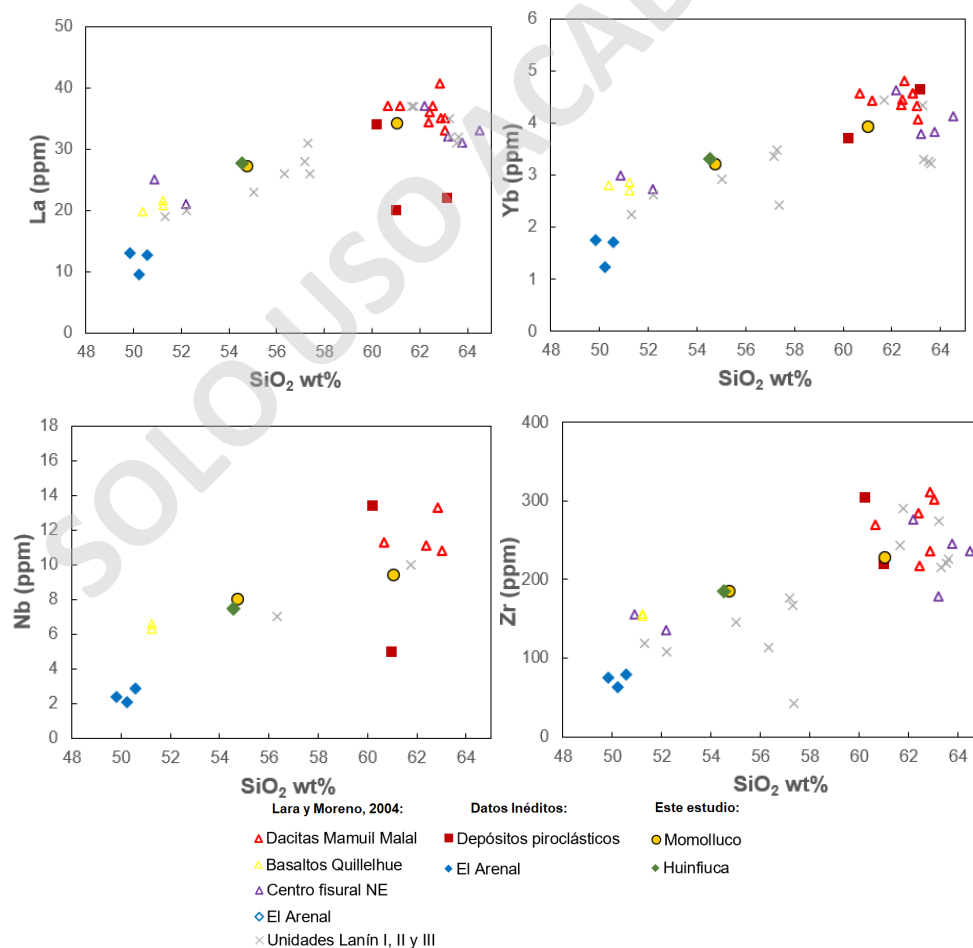 50
40
30
20
10
0
La (ppm)
48 50 52 54 56 58 60 62 64
SiO₂ wt%
6
5
4
3
2
1
0
Yb (ppm)
48 50 52 54 56 58 60 62 64
SiO₂ wt%
18
16
14
12
10
8
6
4
2
0
Nb (ppm)
48 50 52 54 56 58 60 62 64
SiO₂ wt%
400
300
200
100
0
Zr (ppm)
48 50 52 54 56 58 60 62 64
SiO₂ wt%
Lara y Moreno, 2004:
Dacitas Mamuil Malal
Basaltos Quillelhue
Centro fisural NE
El Arenal
Unidades Lanín I, II y III
Datos Inéditos:
Depósitos piroclásticos
El Arenal
Este estudio:
Momolluco
Huinfiuca
SOLO USO ACAD